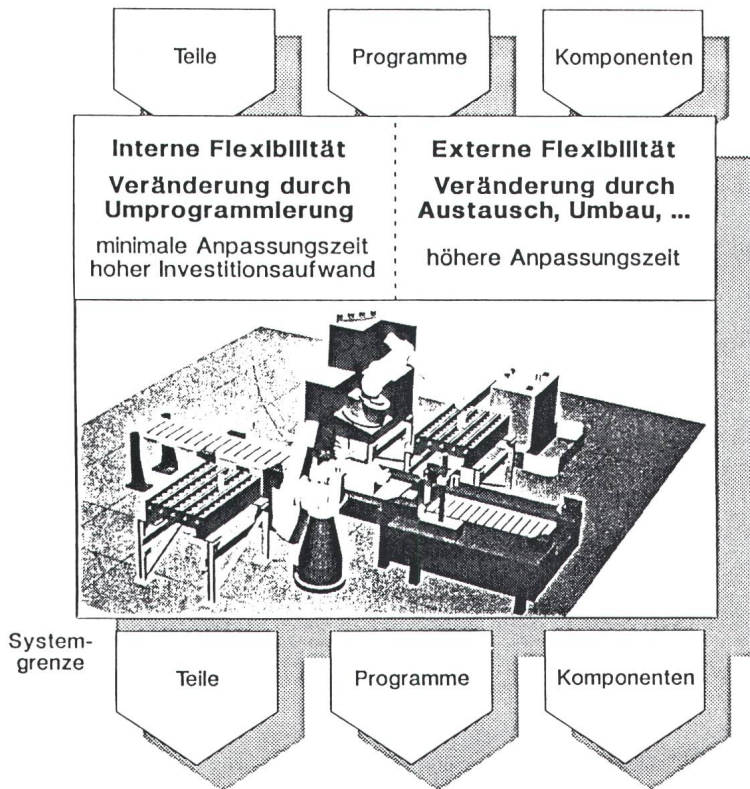 Teile
Programme
Komponenten
Interne Flexibilität
Veränderung durch
Umprogrammierung
minimale Anpassungszeit
hoher Investitionsaufwand
Externe Flexibilität
Veränderung durch
Austausch, Umbau, ...
höhere Anpassungszeit
System-
grenze
Teile
Programme
Komponenten